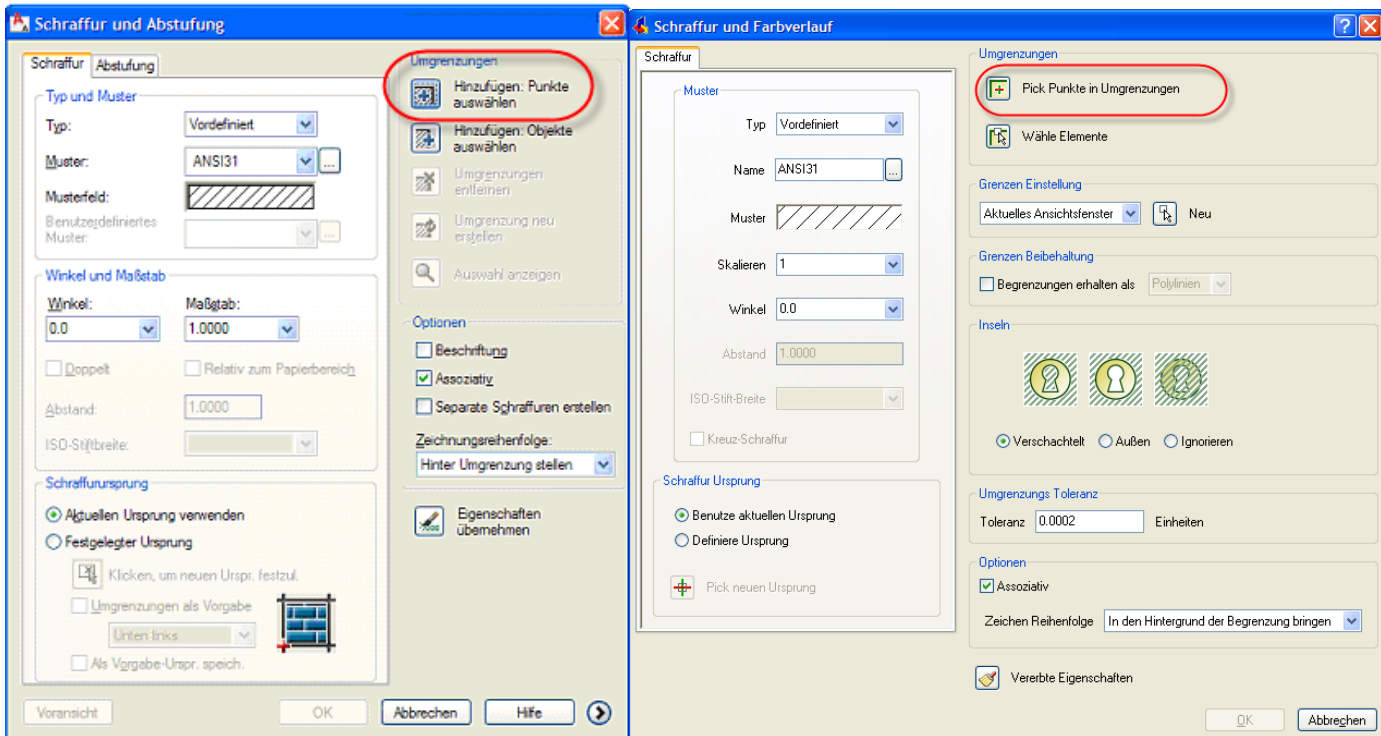 Schraffur und Abstufung
Schraffur Abstufung
Typ und Muster
Typ: Vordefiniert
Muster: ANSI31 ...
Musterfeld:
Benutzerdefiniertes
Muster: ...
Winkel und Maßstab
Winkel: Maßstab:
0.0 1.0000
Doppelt Relativ zum Papierbereich
Abstand: 1.0000
ISO-Stiftbreite:
Schraffurursprung
Aktuellen Ursprung verwenden
Festgelegter Ursprung
Klicken, um neuen Urspr. festzul.
Umgrenzungen als Vorgabe
Unten links
Als Vorgabe-Urspr. speich.
Umgrenzungen
Hinzufügen: Punkte
auswählen
Hinzufügen: Objekte
auswählen
Umgrenzungen
entfernen
Umgrenzung neu
erstellen
Auswahl anzeigen
Optionen
Beschriftung
Assoziativ
Separate Schraffuren erstellen
Zeichnungsreihenfolge:
Hinter Umgrenzung stellen
Eigenschaften
übernehmen
Voransicht OK Abbrechen Hilfe
Schraffur und Farbverlauf
Schraffur
Muster
Typ Vordefiniert
Name ANSI31 ...
Muster
Skalieren 1
Winkel 0.0
Abstand 1.0000
ISO-Stift-Breite
Kreuz-Schraffur
Schraffur Ursprung
Benutze aktuellen Ursprung
Definiere Ursprung
Pick neuen Ursprung
Umgrenzungen
Pick Punkte in Umgrenzungen
Wähle Elemente
Grenzen Einstellung
Aktuelles Ansichtsfenster Neu
Grenzen Beibehaltung
Begrenzungen erhalten als Polylinien
Inseln
Verschachtelt Außen Ignorieren
Umgrenzungs Toleranz
Toleranz 0.0002 Einheiten
Optionen
Assoziativ
Zeichen Reihenfolge In den Hintergrund der Begrenzung bringen
Vererbte Eigenschaften
OK Abbrechen